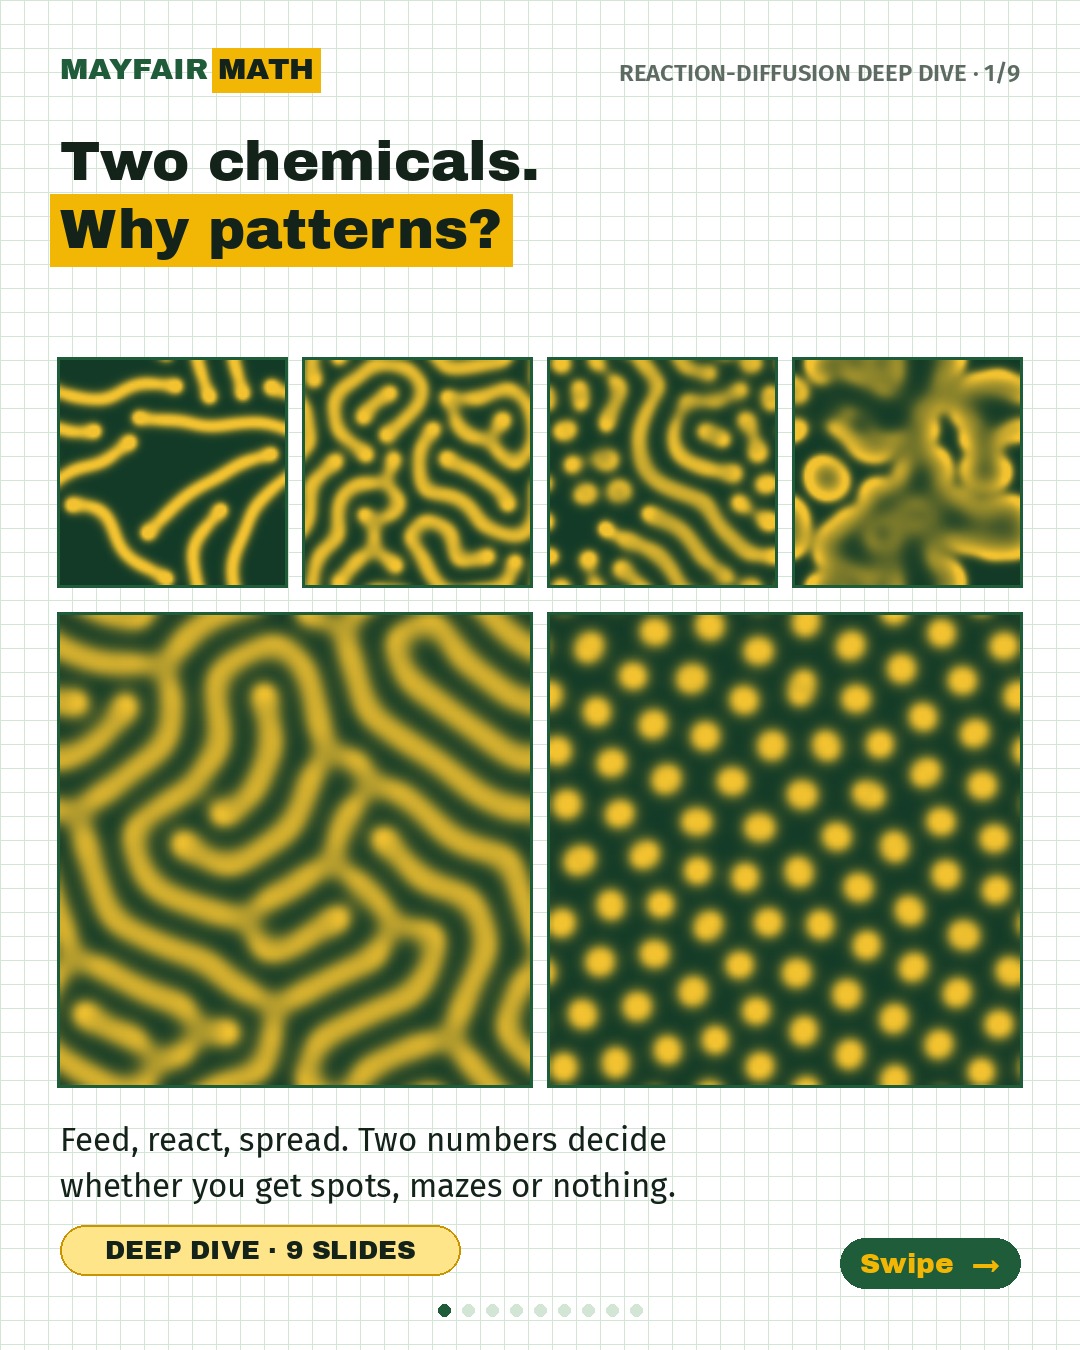 MAYFAIR MATH
REACTION-DIFFUSION DEEP DIVE · 1/9
Two chemicals.
Why patterns?
Feed, react, spread. Two numbers decide
whether you get spots, mazes or nothing.
DEEP DIVE · 9 SLIDES
Swipe →